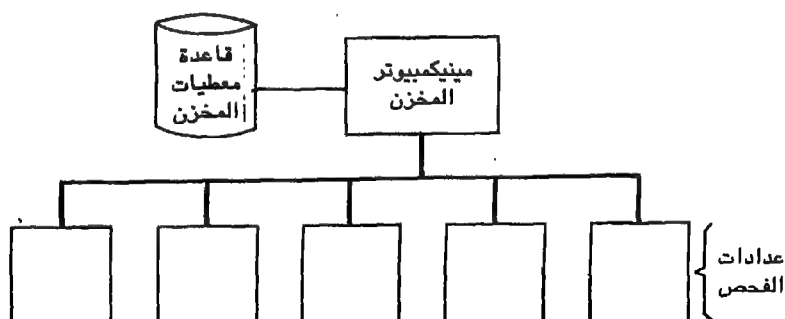 قاعدة
معطيات
المخزن
مينيكمبيوتر
المخزن
عدادات
الفحص